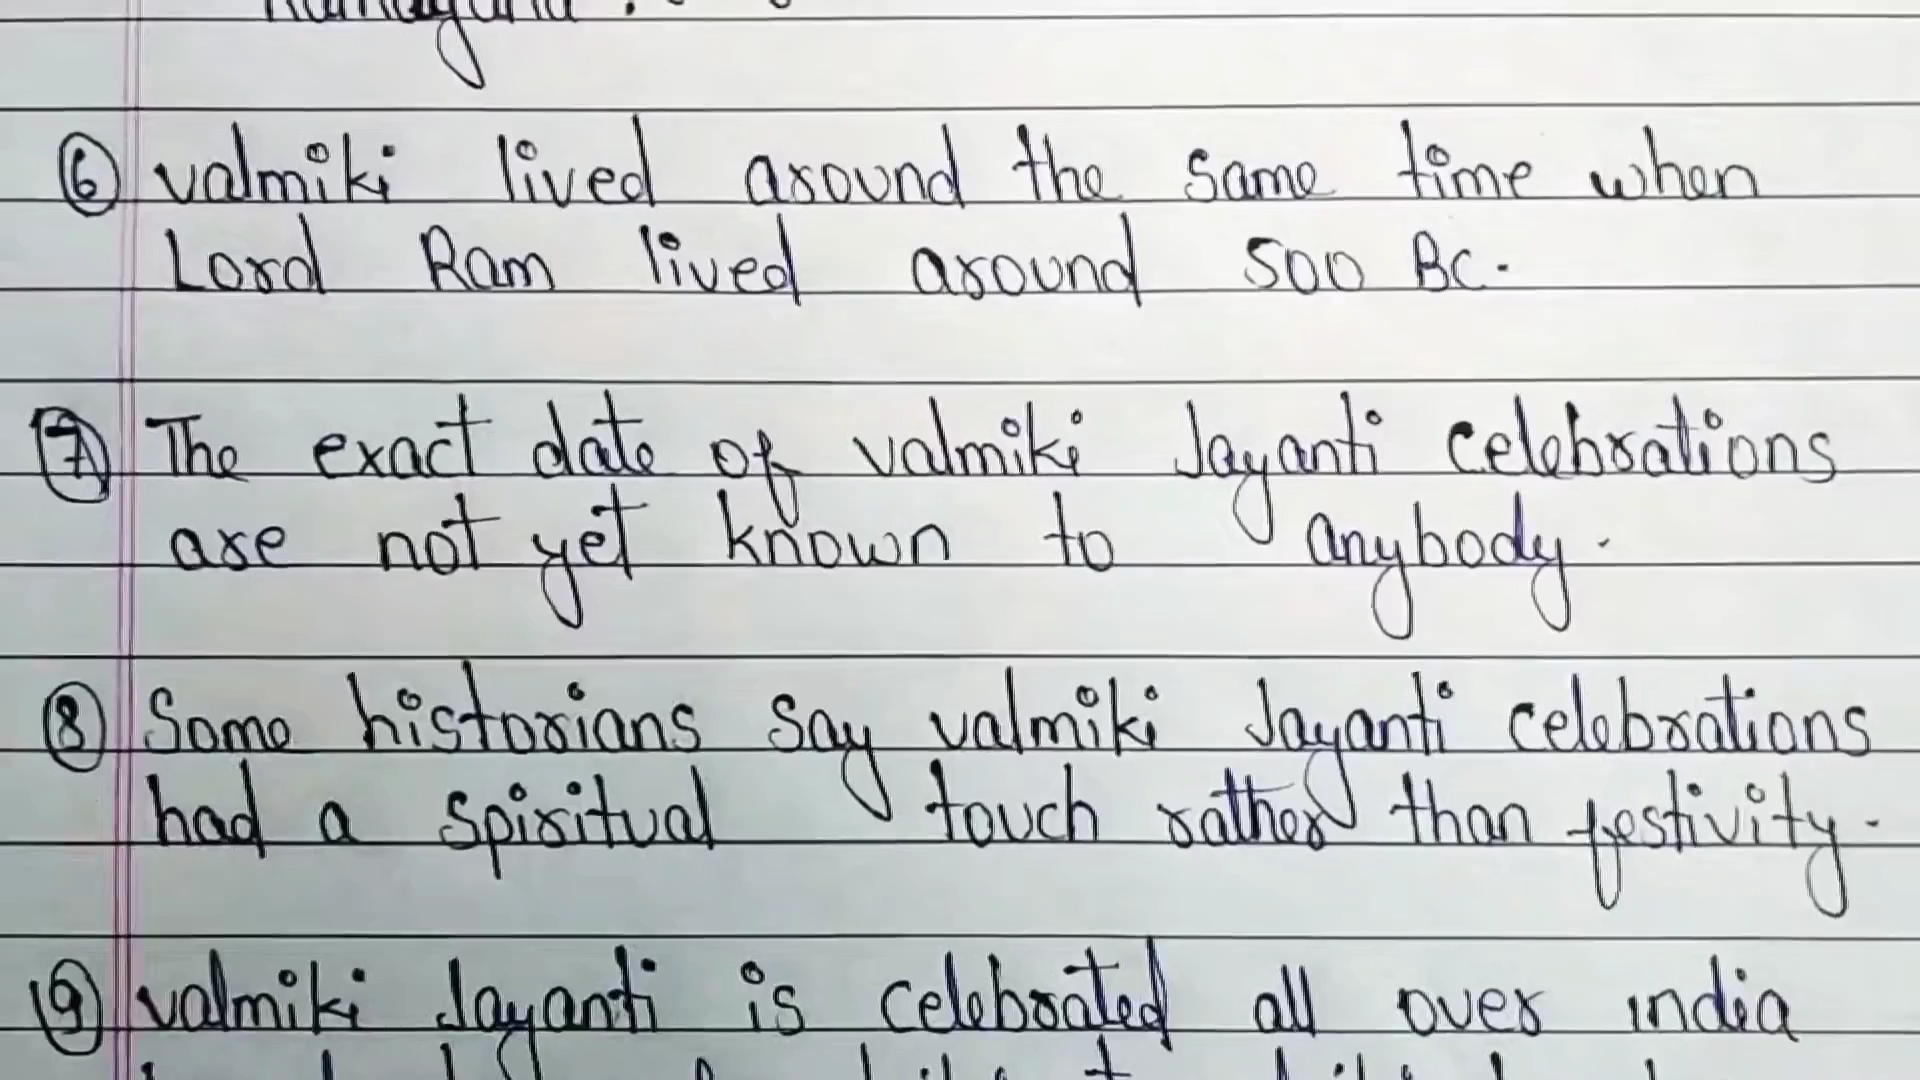 Ramayana.
⑥ valmiki lived around the same time when
Lord Ram lived around 500 BC.
⑦ The exact date of valmiki Jayanti celebrations
are not yet known to anybody.
⑧ Some historians say valmiki Jayanti celebrations
had a spiritual touch rather than festivity.
⑨ valmiki Jayanti is celebrated all over india